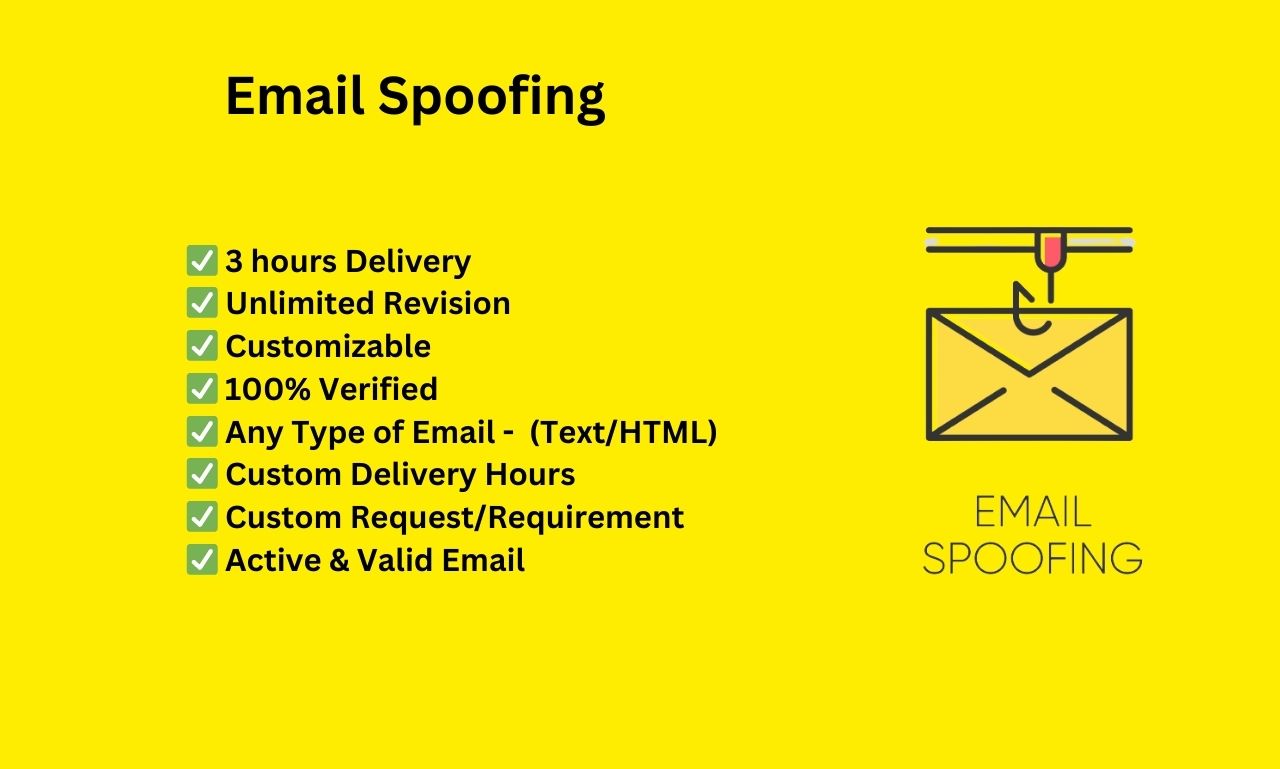 Email Spoofing
✅ 3 hours Delivery
✅ Unlimited Revision
✅ Customizable
✅ 100% Verified
✅ Any Type of Email -  (Text/HTML)
✅ Custom Delivery Hours
✅ Custom Request/Requirement
✅ Active & Valid Email
EMAIL
SPOOFING